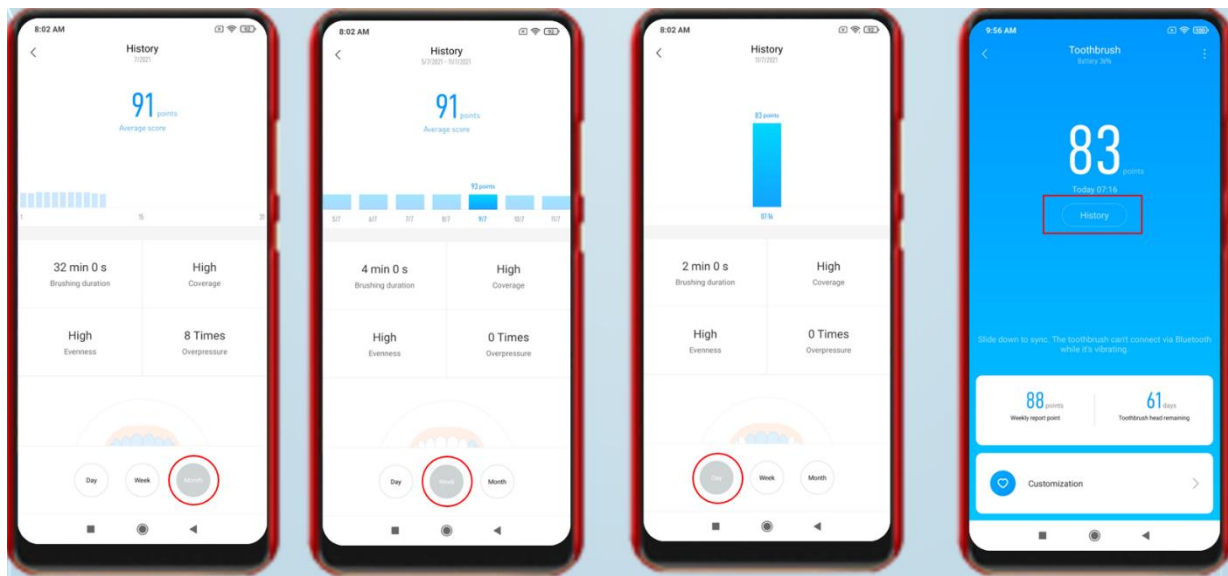 8:02 AM
92
History
7/2021
91 points
Average score
1 15 31
32 min 0 s
Brushing duration
High
Coverage
High
Evenness
8 Times
Overpressure
Day Week Month
8:02 AM
92
History
5/7/2021 - 11/7/2021
91 points
Average score
93 points
5/7 6/7 7/7 8/7 9/7 10/7 11/7
4 min 0 s
Brushing duration
High
Coverage
High
Evenness
0 Times
Overpressure
Day Week Month
8:02 AM
92
History
11/7/2021
83 points
07:16
2 min 0 s
Brushing duration
High
Coverage
High
Evenness
0 Times
Overpressure
Day Week Month
9:56 AM
100
Toothbrush
Battery 36%
83 points
Today 07:16
History
Slide down to sync. The toothbrush can't connect via Bluetooth
while it's vibrating.
88 points
Weekly report point
61 days
Toothbrush head remaining
Customization